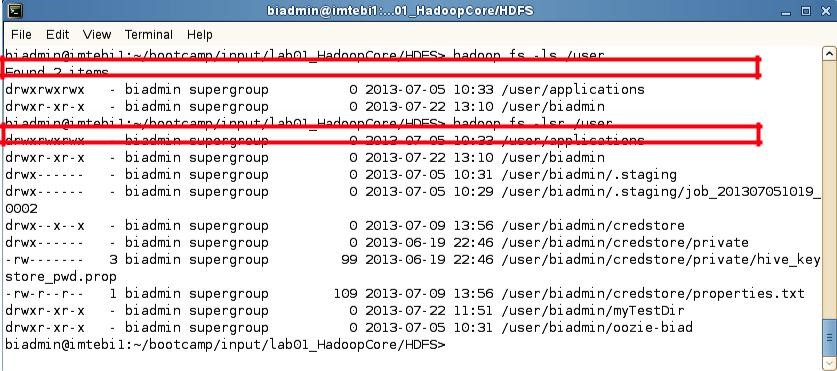 biadmin@imtebi1:...01_HadoopCore/HDFS
File Edit View Terminal Help
biadmin@imtebi1:~/bootcamp/input/lab01_HadoopCore/HDFS> hadoop fs -ls /user
Found 2 items
drwxrwxrwx - biadmin supergroup 0 2013-07-05 10:33 /user/applications
drwxr-xr-x - biadmin supergroup 0 2013-07-22 13:10 /user/biadmin
biadmin@imtebi1:~/bootcamp/input/lab01_HadoopCore/HDFS> hadoop fs -lsr /user
drwxrwxrwx - biadmin supergroup 0 2013-07-05 10:33 /user/applications
drwxr-xr-x - biadmin supergroup 0 2013-07-22 13:10 /user/biadmin
drwx------ - biadmin supergroup 0 2013-07-05 10:31 /user/biadmin/.staging
drwx------ - biadmin supergroup 0 2013-07-05 10:29 /user/biadmin/.staging/job_201307051019_
0002
drwx--x--x - biadmin supergroup 0 2013-07-09 13:56 /user/biadmin/credstore
drwx------ - biadmin supergroup 0 2013-06-19 22:46 /user/biadmin/credstore/private
-rw------- 3 biadmin supergroup 99 2013-06-19 22:46 /user/biadmin/credstore/private/hive_key
store_pwd.prop
-rw-r--r-- 1 biadmin supergroup 109 2013-07-09 13:56 /user/biadmin/credstore/properties.txt
drwxr-xr-x - biadmin supergroup 0 2013-07-22 11:51 /user/biadmin/myTestDir
drwxr-xr-x - biadmin supergroup 0 2013-07-05 10:31 /user/biadmin/oozie-biad
biadmin@imtebi1:~/bootcamp/input/lab01_HadoopCore/HDFS>